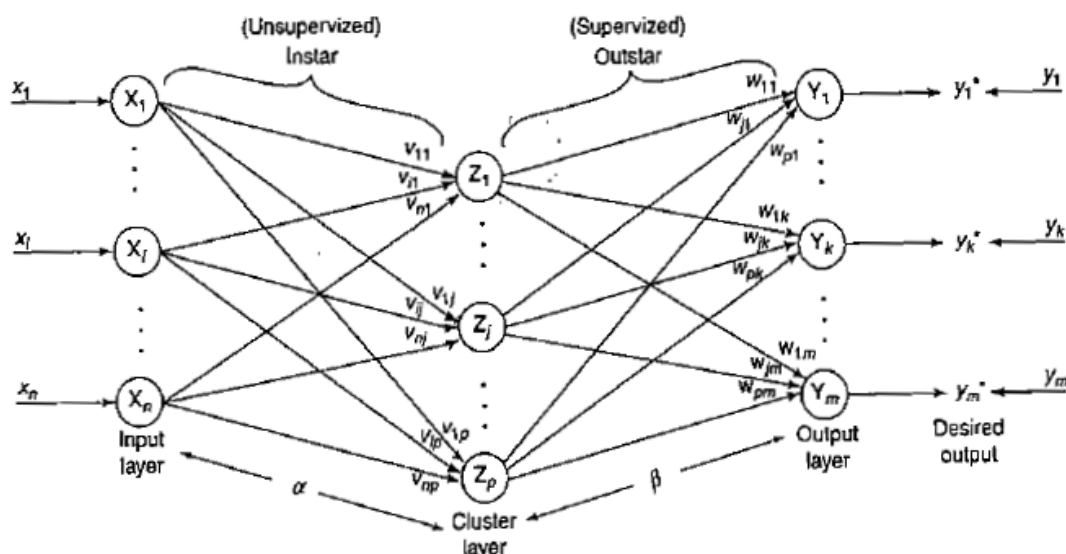 (Unsupervized)
Instar
(Supervized)
Outstar
x1
X1
v11
vi1
vn1
Z1
w11
wj1
wp1
Y1
y1*
y1
xi
Xi
vij
v1j
vnj
Zj
w1k
wjk
wpk
Yk
yk*
yk
xn
Xn
vip
v1p
vnp
Zp
w1m
wjm
wpm
Ym
ym*
ym
Input
layer
α
Cluster
layer
β
Output
layer
Desired
output